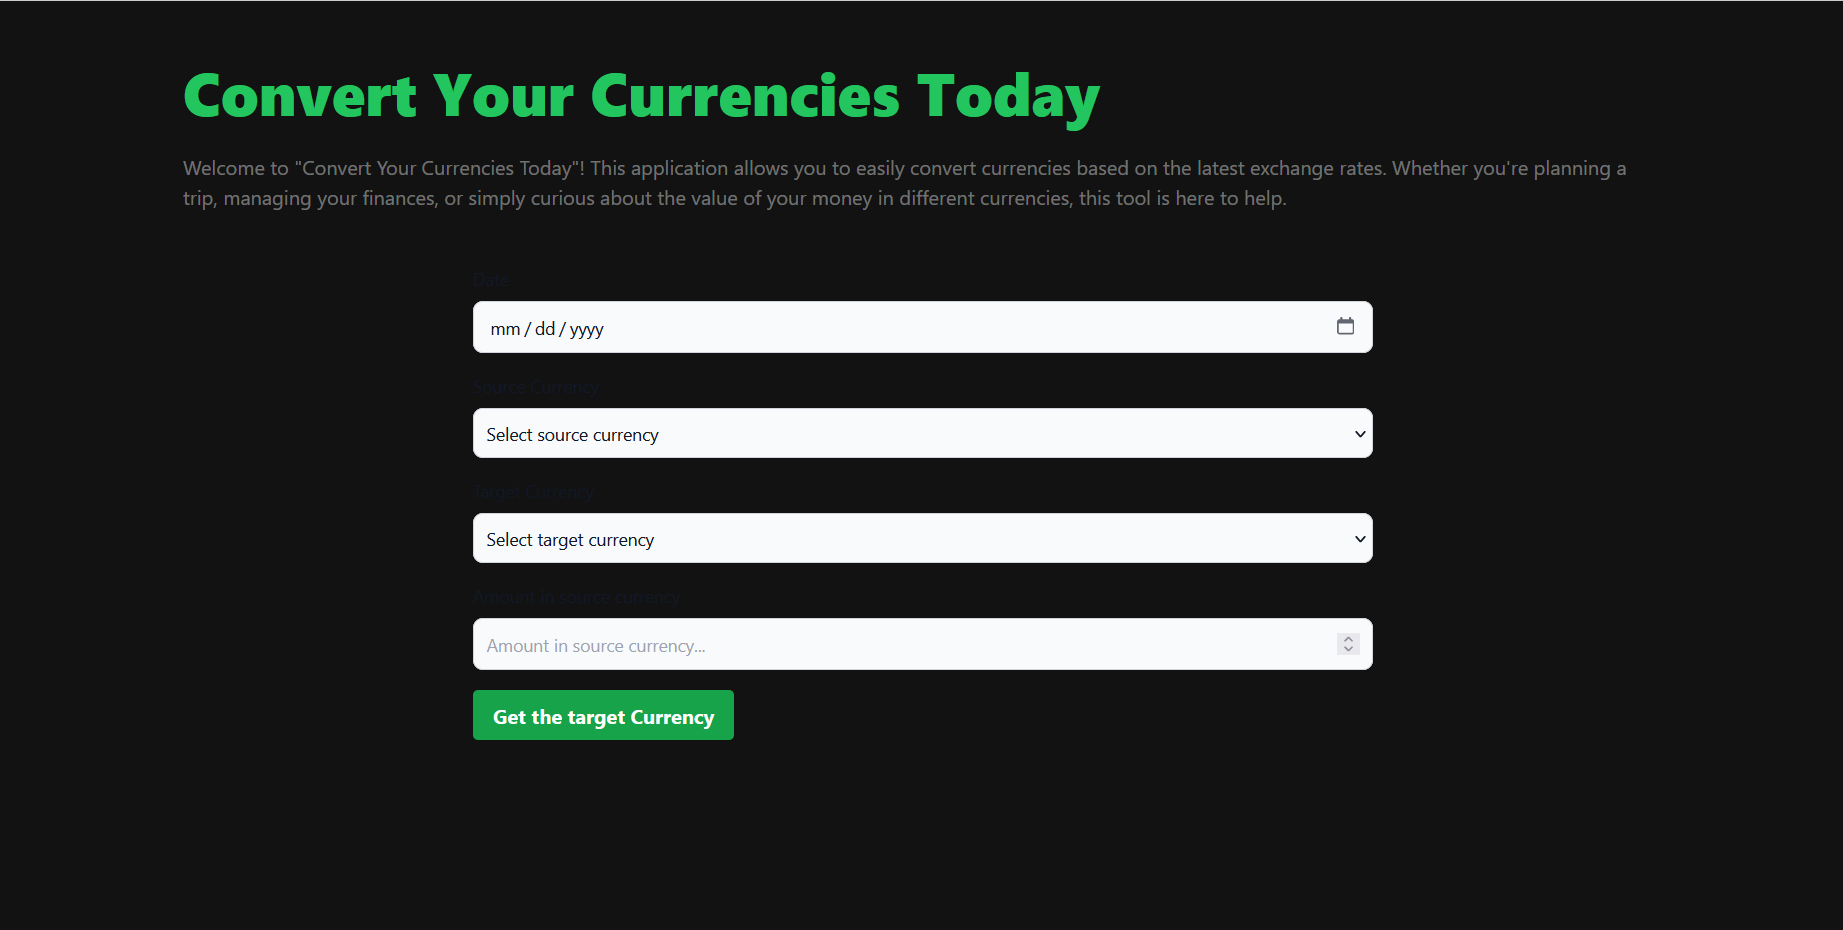 Convert Your Currencies Today
Welcome to "Convert Your Currencies Today"! This application allows you to easily convert currencies based on the latest exchange rates. Whether you're planning a
trip, managing your finances, or simply curious about the value of your money in different currencies, this tool is here to help.
Date
mm / dd / yyyy
Source Currency
Select source currency
Target Currency
Select target currency
Amount in source currency
Amount in source currency...
Get the target Currency